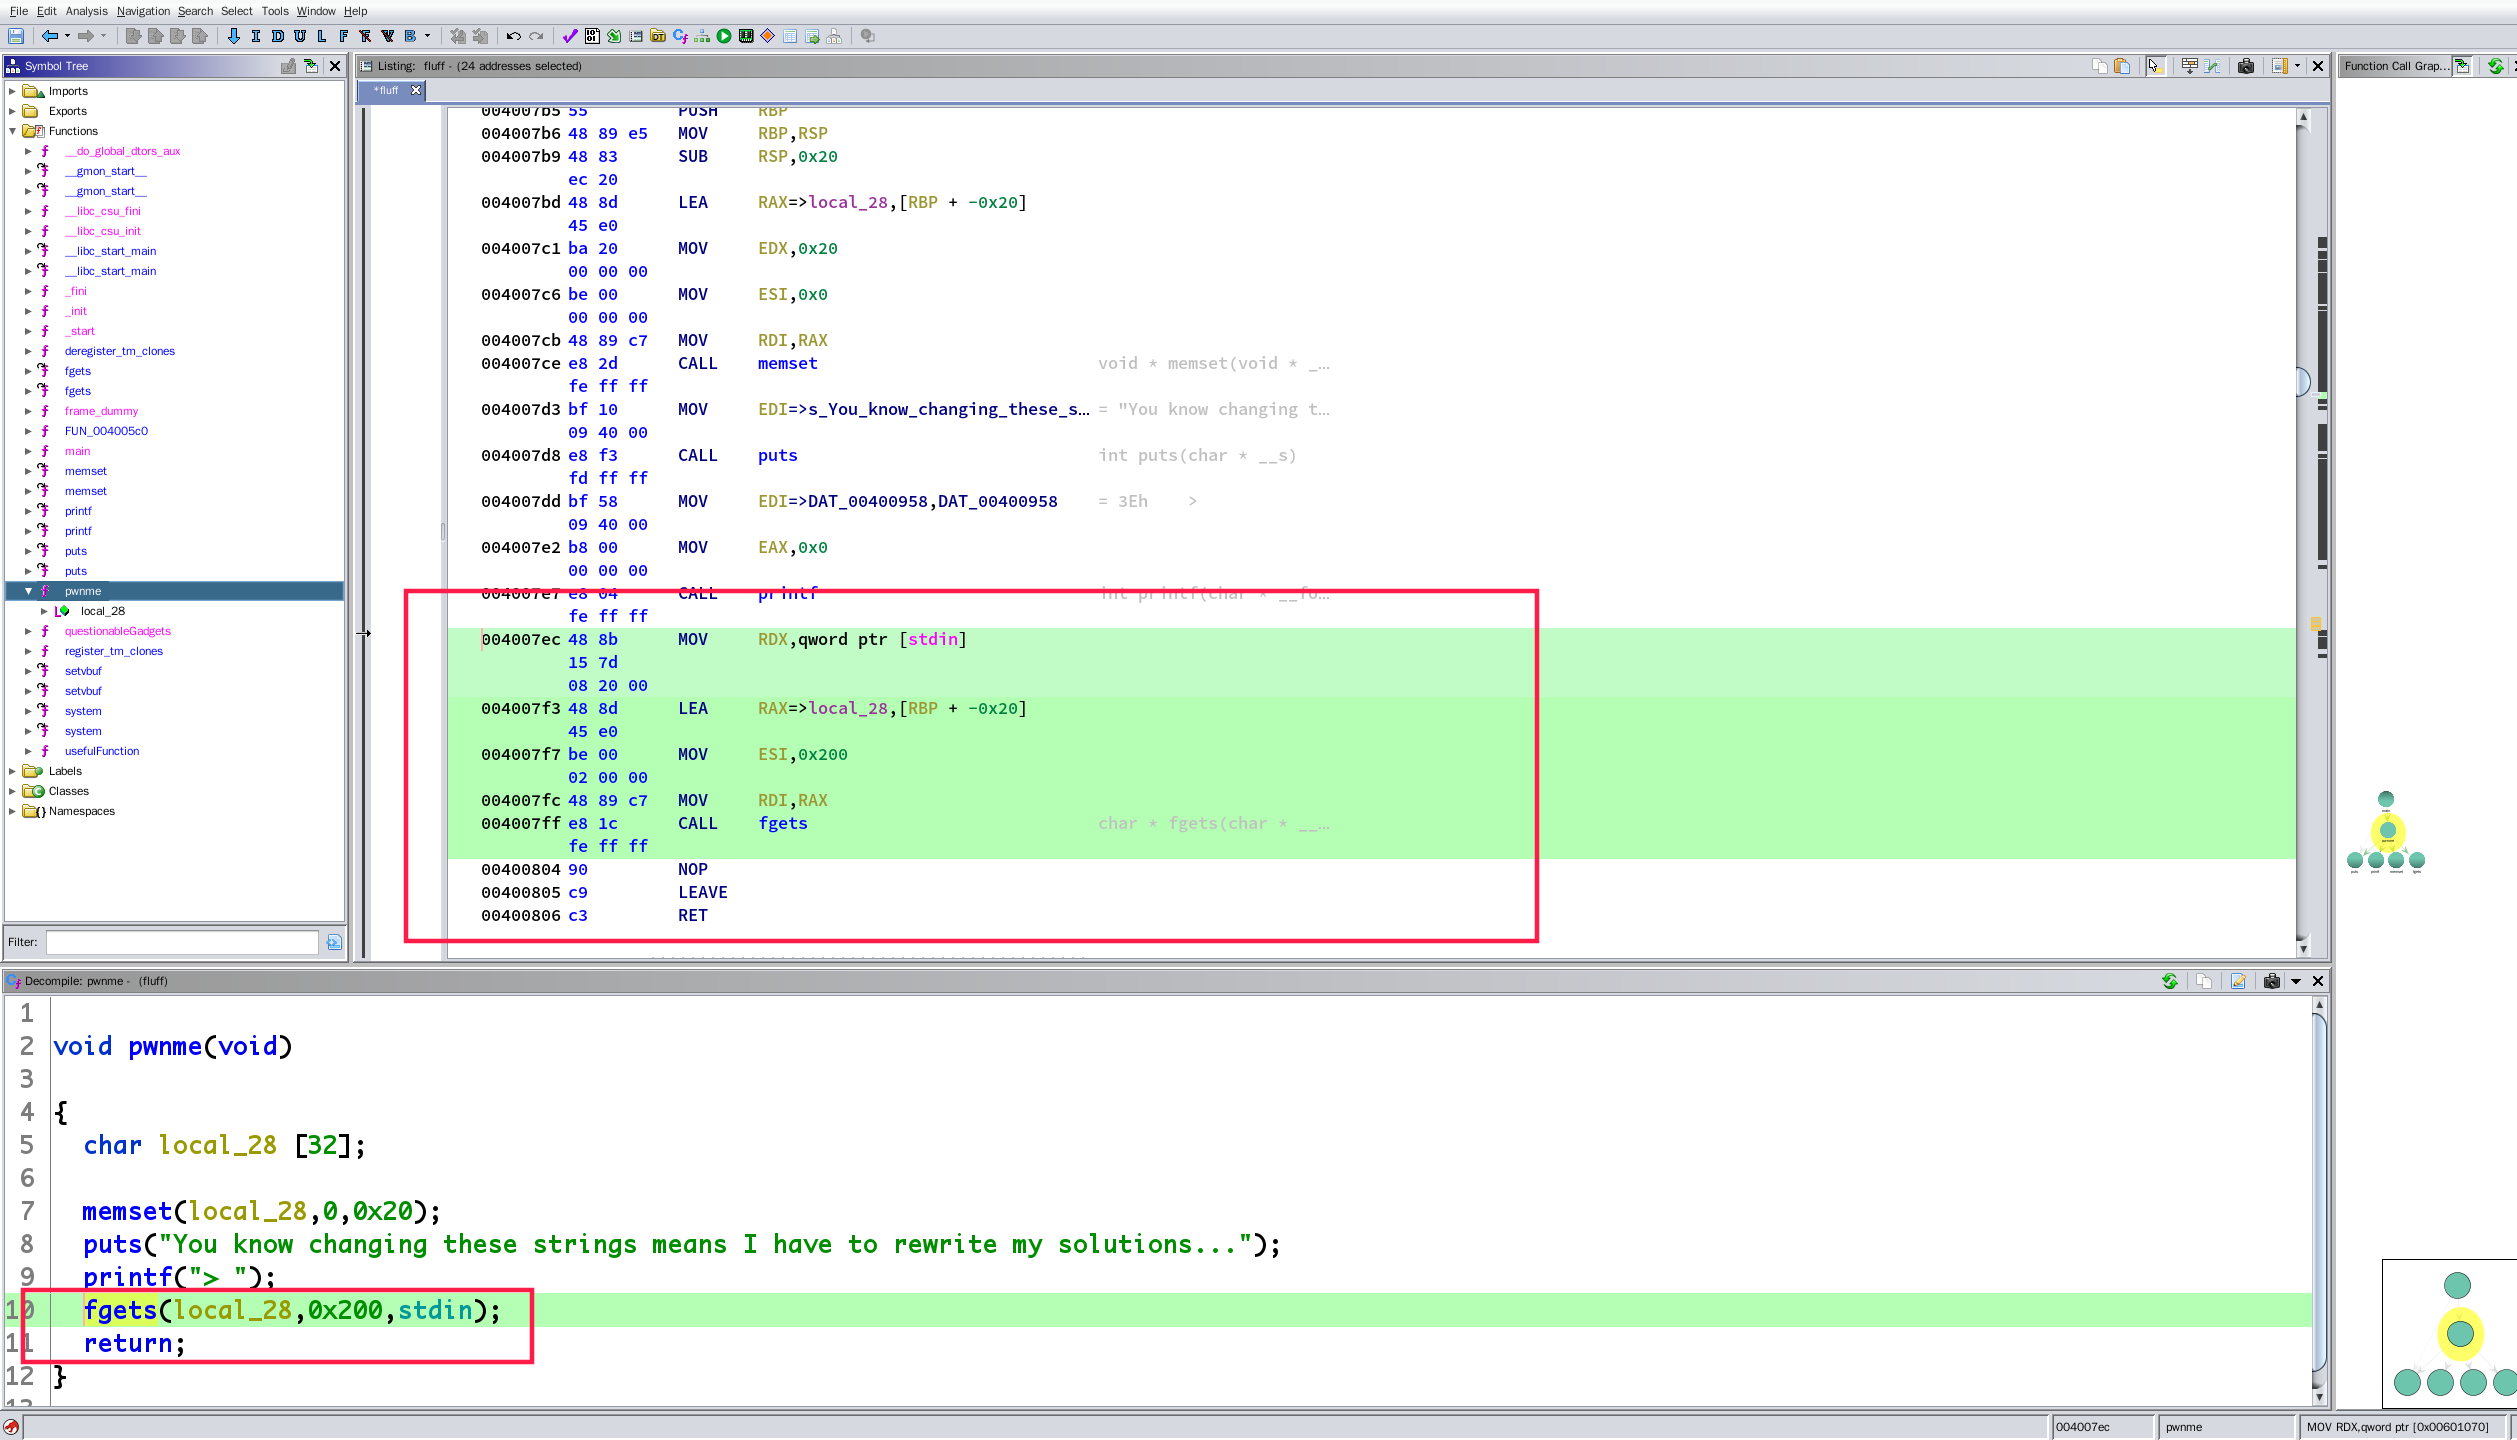 File Edit Analysis Navigation Search Select Tools Window Help
I D U L F B
Symbol Tree
Imports
Exports
Functions
__do_global_dtors_aux
__gmon_start__
__gmon_start__
__libc_csu_fini
__libc_csu_init
__libc_start_main
__libc_start_main
_fini
_init
_start
deregister_tm_clones
fgets
fgets
frame_dummy
FUN_004005c0
main
memset
memset
printf
printf
puts
puts
pwnme
local_28
questionableGadgets
register_tm_clones
setvbuf
setvbuf
system
system
usefulFunction
Labels
Classes
Namespaces
Filter:
Listing: fluff - (24 addresses selected)
*fluff
004007b5 55 PUSH RBP
004007b6 48 89 e5 MOV RBP,RSP
004007b9 48 83 SUB RSP,0x20
ec 20
004007bd 48 8d LEA RAX=>local_28,[RBP + -0x20]
45 e0
004007c1 ba 20 MOV EDX,0x20
00 00 00
004007c6 be 00 MOV ESI,0x0
00 00 00
004007cb 48 89 c7 MOV RDI,RAX
004007ce e8 2d CALL memset void * memset(void * _…
fe ff ff
004007d3 bf 10 MOV EDI=>s_You_know_changing_these_s… = "You know changing t…
09 40 00
004007d8 e8 f3 CALL puts int puts(char * __s)
fd ff ff
004007dd bf 58 MOV EDI=>DAT_00400958,DAT_00400958 = 3Eh >
09 40 00
004007e2 b8 00 MOV EAX,0x0
00 00 00
004007e7 e8 04 CALL printf int printf(char * __fo…
fe ff ff
004007ec 48 8b MOV RDX,qword ptr [stdin]
15 7d
08 20 00
004007f3 48 8d LEA RAX=>local_28,[RBP + -0x20]
45 e0
004007f7 be 00 MOV ESI,0x200
02 00 00
004007fc 48 89 c7 MOV RDI,RAX
004007ff e8 1c CALL fgets char * fgets(char * __…
fe ff ff
00400804 90 NOP
00400805 c9 LEAVE
00400806 c3 RET
Function Call Grap...
Decompile: pwnme - (fluff)
1
2 void pwnme(void)
3
4 {
5 char local_28 [32];
6
7 memset(local_28,0,0x20);
8 puts("You know changing these strings means I have to rewrite my solutions...");
9 printf("> ");
10 fgets(local_28,0x200,stdin);
11 return;
12 }
13
004007ec pwnme MOV RDX,qword ptr [0x00601070]